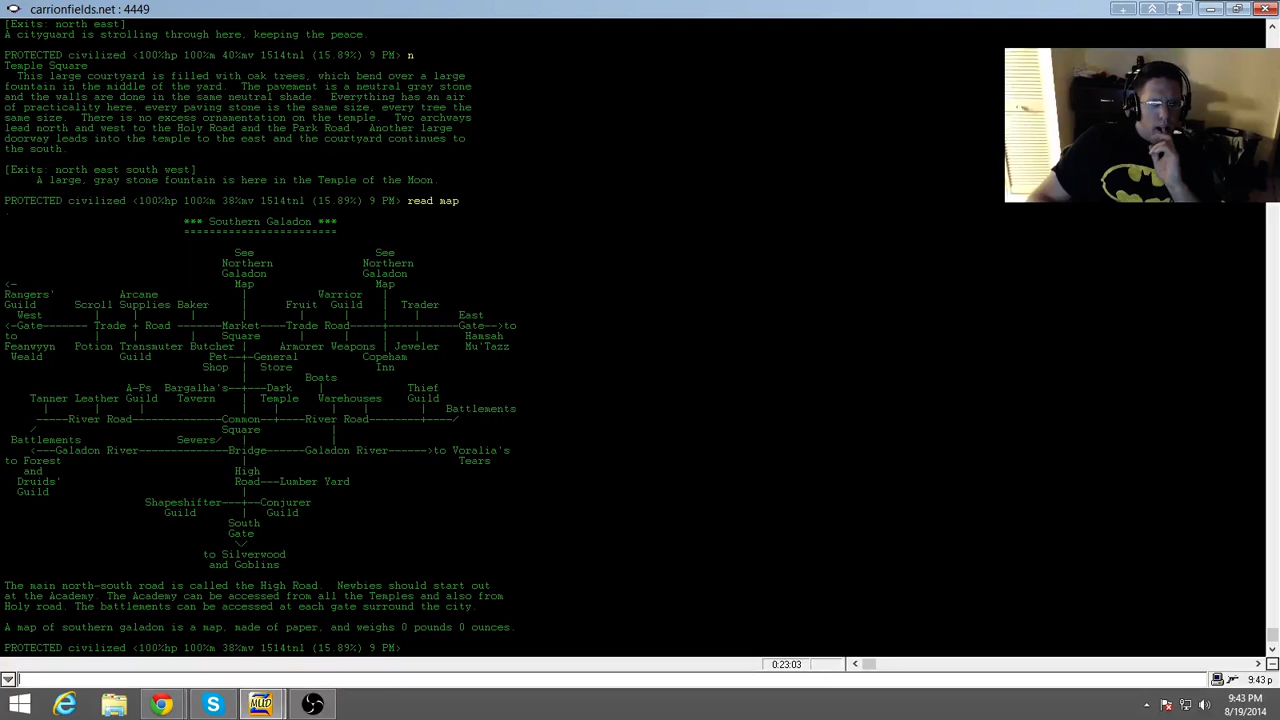 carrionfields.net : 4449
[Exits: north east]
A cityguard is strolling through here, keeping the peace.
PROTECTED civilized <100%hp 100%m 40%mv 1514tnl (15.89%) 9 PM> n
Temple Square
This large courtyard is filled with oak trees that bend over a large
fountain in the middle of the yard. The pavement is a neutral gray stone
and the walls are done in the same neutral shade. Everything has an air
of practicality here, every paving stone is the same size, every tree the
same size. There is no excess ornamentation on the temple. Two archways
lead north and west to the Holy Road and the Park Road. Another large
doorway leads into the temple to the east and the courtyard continues to
the south.
[Exits: north east south west]
A large, gray stone fountain is here in the
PROTECTED civilized <100%hp 100%m 38%mv 1514tnl (15.89%) 9 PM> read map
*** Southern Galadon ***
========================
See See
Northern Northern
Galadon Galadon
<- Map Map
Rangers' Arcane Warrior
Guild Scroll Supplies Baker | Fruit Guild | Trader
West | | | | | | | | East
<-Gate------ Trade + Road -------Market----Trade Road----+----------Gate-->to
to | | | Square | | | | Hamsah
Feanwyyn Potion Transmuter Butcher | Armorer Weapons | Jeweler Mu'Tazz
Weald Guild Pet-+-General Copeham
Shop | Store Inn
| Boats
A-Ps Bargalha's-+--Dark | Thief
Tanner Leather Guild Tavern | Temple Warehouses Guild
| | | | | | | | Battlements
-----River Road-------------Common--+---River Road-------+----/
/ Square |
Battlements Sewers/ | |
<---Galadon River--------------Bridge----Galadon River------>to Voralia's
to Forest | Tears
and High
Druids' Road---Lumber Yard
Guild |
Shapeshifter---+--Conjurer
Guild | Guild
South
Gate
\/
to Silverwood
and Goblins
The main north-south road is called the High Road. Newbies should start out
at the Academy. The Academy can be accessed from all the Temples and also from
Holy road. The battlements can be accessed at each gate surround the city.
A map of southern galadon is a map, made of paper, and weighs 0 pounds 0 ounces.
PROTECTED civilized <100%hp 100%m 38%mv 1514tnl (15.89%) 9 PM>
0:23:03
9:43 p
9:43 PM
8/19/2014